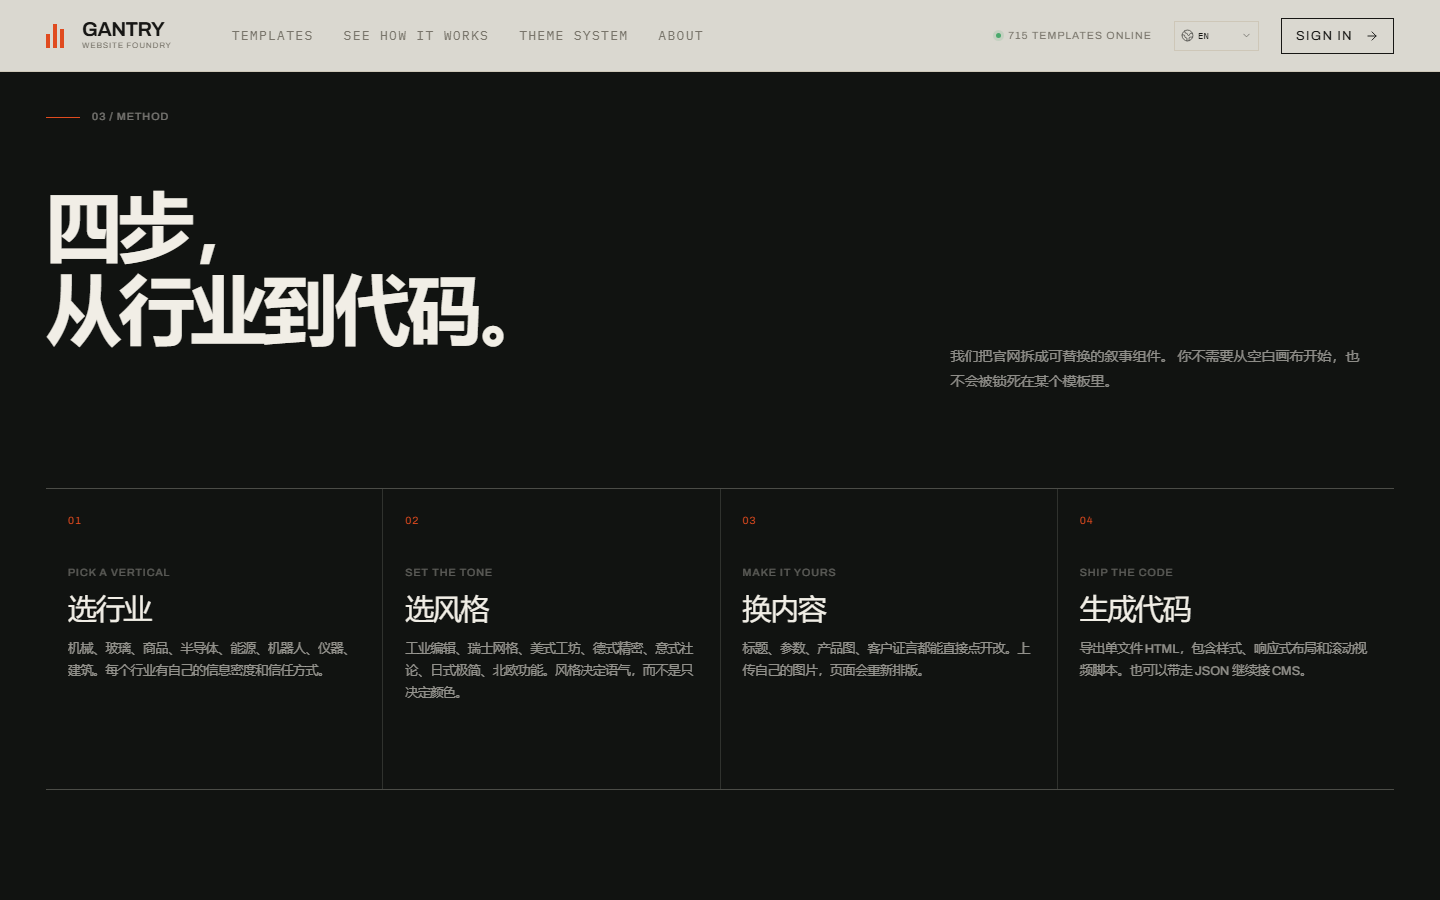 GANTRY
WEBSITE FOUNDRY
TEMPLATES
SEE HOW IT WORKS
THEME SYSTEM
ABOUT
715 TEMPLATES ONLINE
EN
SIGN IN
03 / METHOD
四步,
从行业到代码。
我们把官网拆成可替换的叙事组件。 你不需要从空白画布开始，也
不会被锁死在某个模板里。
01
PICK A VERTICAL
选行业
机械、玻璃、商品、半导体、能源、机器人、仪器、
建筑。每个行业有自己的信息密度和信任方式。
02
SET THE TONE
选风格
工业编辑、瑞士网格、美式工坊、德式精密、意式社
论、日式极简、北欧功能。风格决定语气，而不是只
决定颜色。
03
MAKE IT YOURS
换内容
标题、参数、产品图、客户证言都能直接点开改。上
传自己的图片，页面会重新排版。
04
SHIP THE CODE
生成代码
导出单文件 HTML，包含样式、响应式布局和滚动视
频脚本。也可以带走 JSON 继续接 CMS。